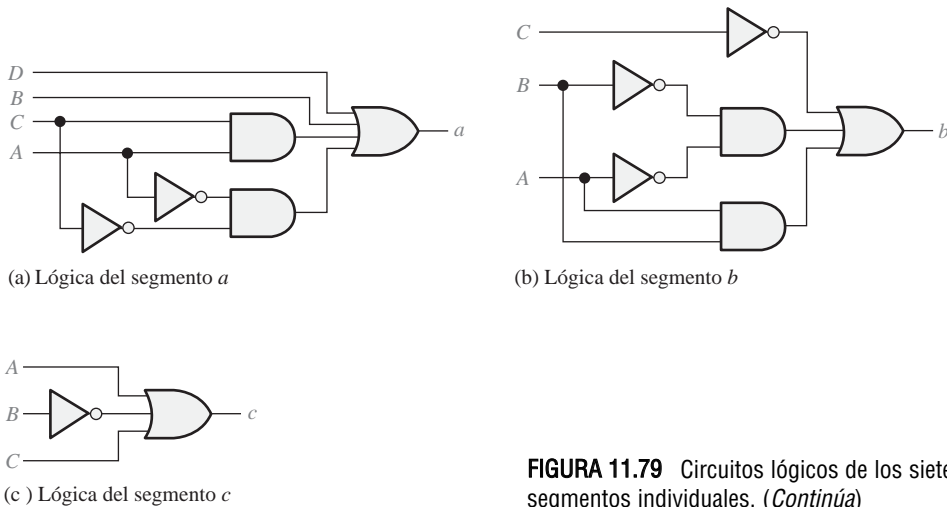 D
B
C
A
a
(a) Lógica del segmento a
C
B
A
b
(b) Lógica del segmento b
A
B
C
c
(c ) Lógica del segmento c
FIGURA 11.79 Circuitos lógicos de los siete
segmentos individuales. (Continúa)